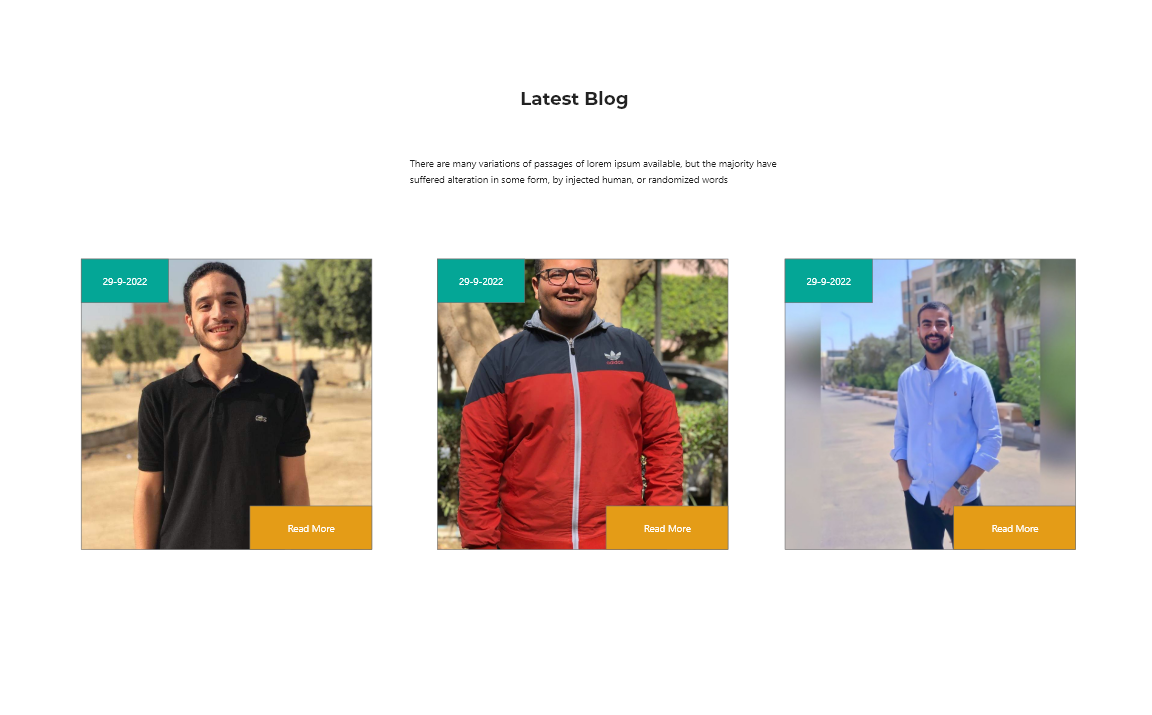 Latest Blog
There are many variations of passages of lorem ipsum available, but the majority have
suffered alteration in some form, by injected human, or randomized words
29-9-2022
29-9-2022
29-9-2022
adidas
Read More
Read More
Read More